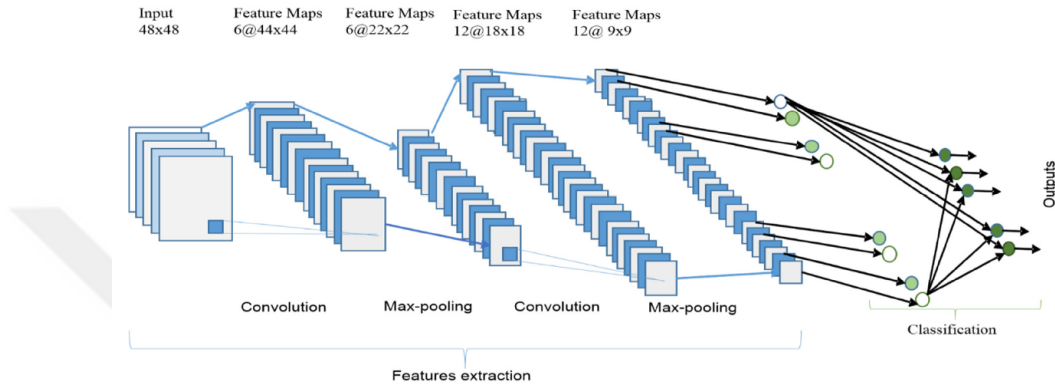 Input
48x48
Feature Maps
6@44x44
Feature Maps
6@22x22
Feature Maps
12@18x18
Feature Maps
12@ 9x9
Outputs
Convolution
Max-pooling
Convolution
Max-pooling
Classification
Features extraction